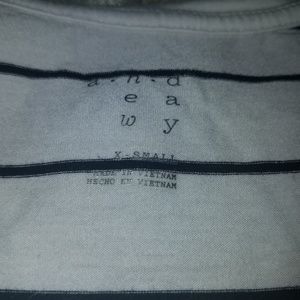 a.n.d
e a
w y
X-SMALL
MADE IN VIETNAM
HECHO EN VIETNAM